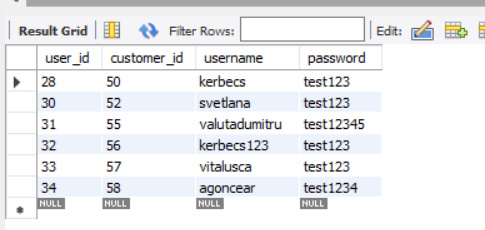 Result Grid Filter Rows: Edit:
user_id customer_id username password
28 50 kerbecs test123
30 52 svetlana test123
31 55 valutadumitru test12345
32 56 kerbecs123 test123
33 57 vitalusca test123
34 58 agoncear test1234
NULL NULL NULL NULL